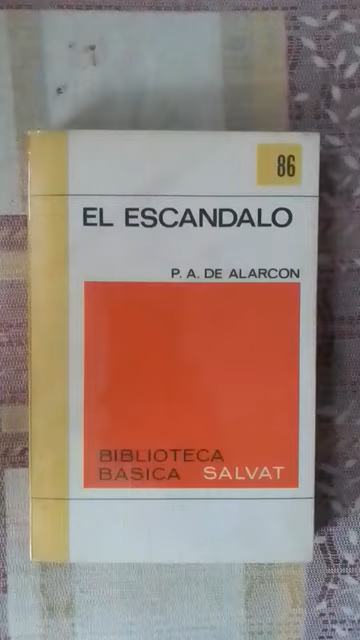 86
EL ESCANDALO
P. A. DE ALARCON
BIBLIOTECA
BASICA SALVAT